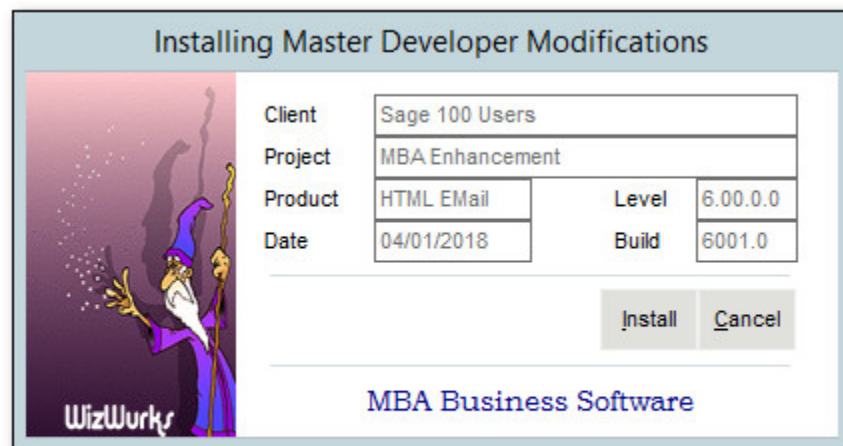 Installing Master Developer Modifications
Client Sage 100 Users
Project MBA Enhancement
Product HTML EMail Level 6.00.0.0
Date 04/01/2018 Build 6001.0
Install Cancel
MBA Business Software
WizWurks